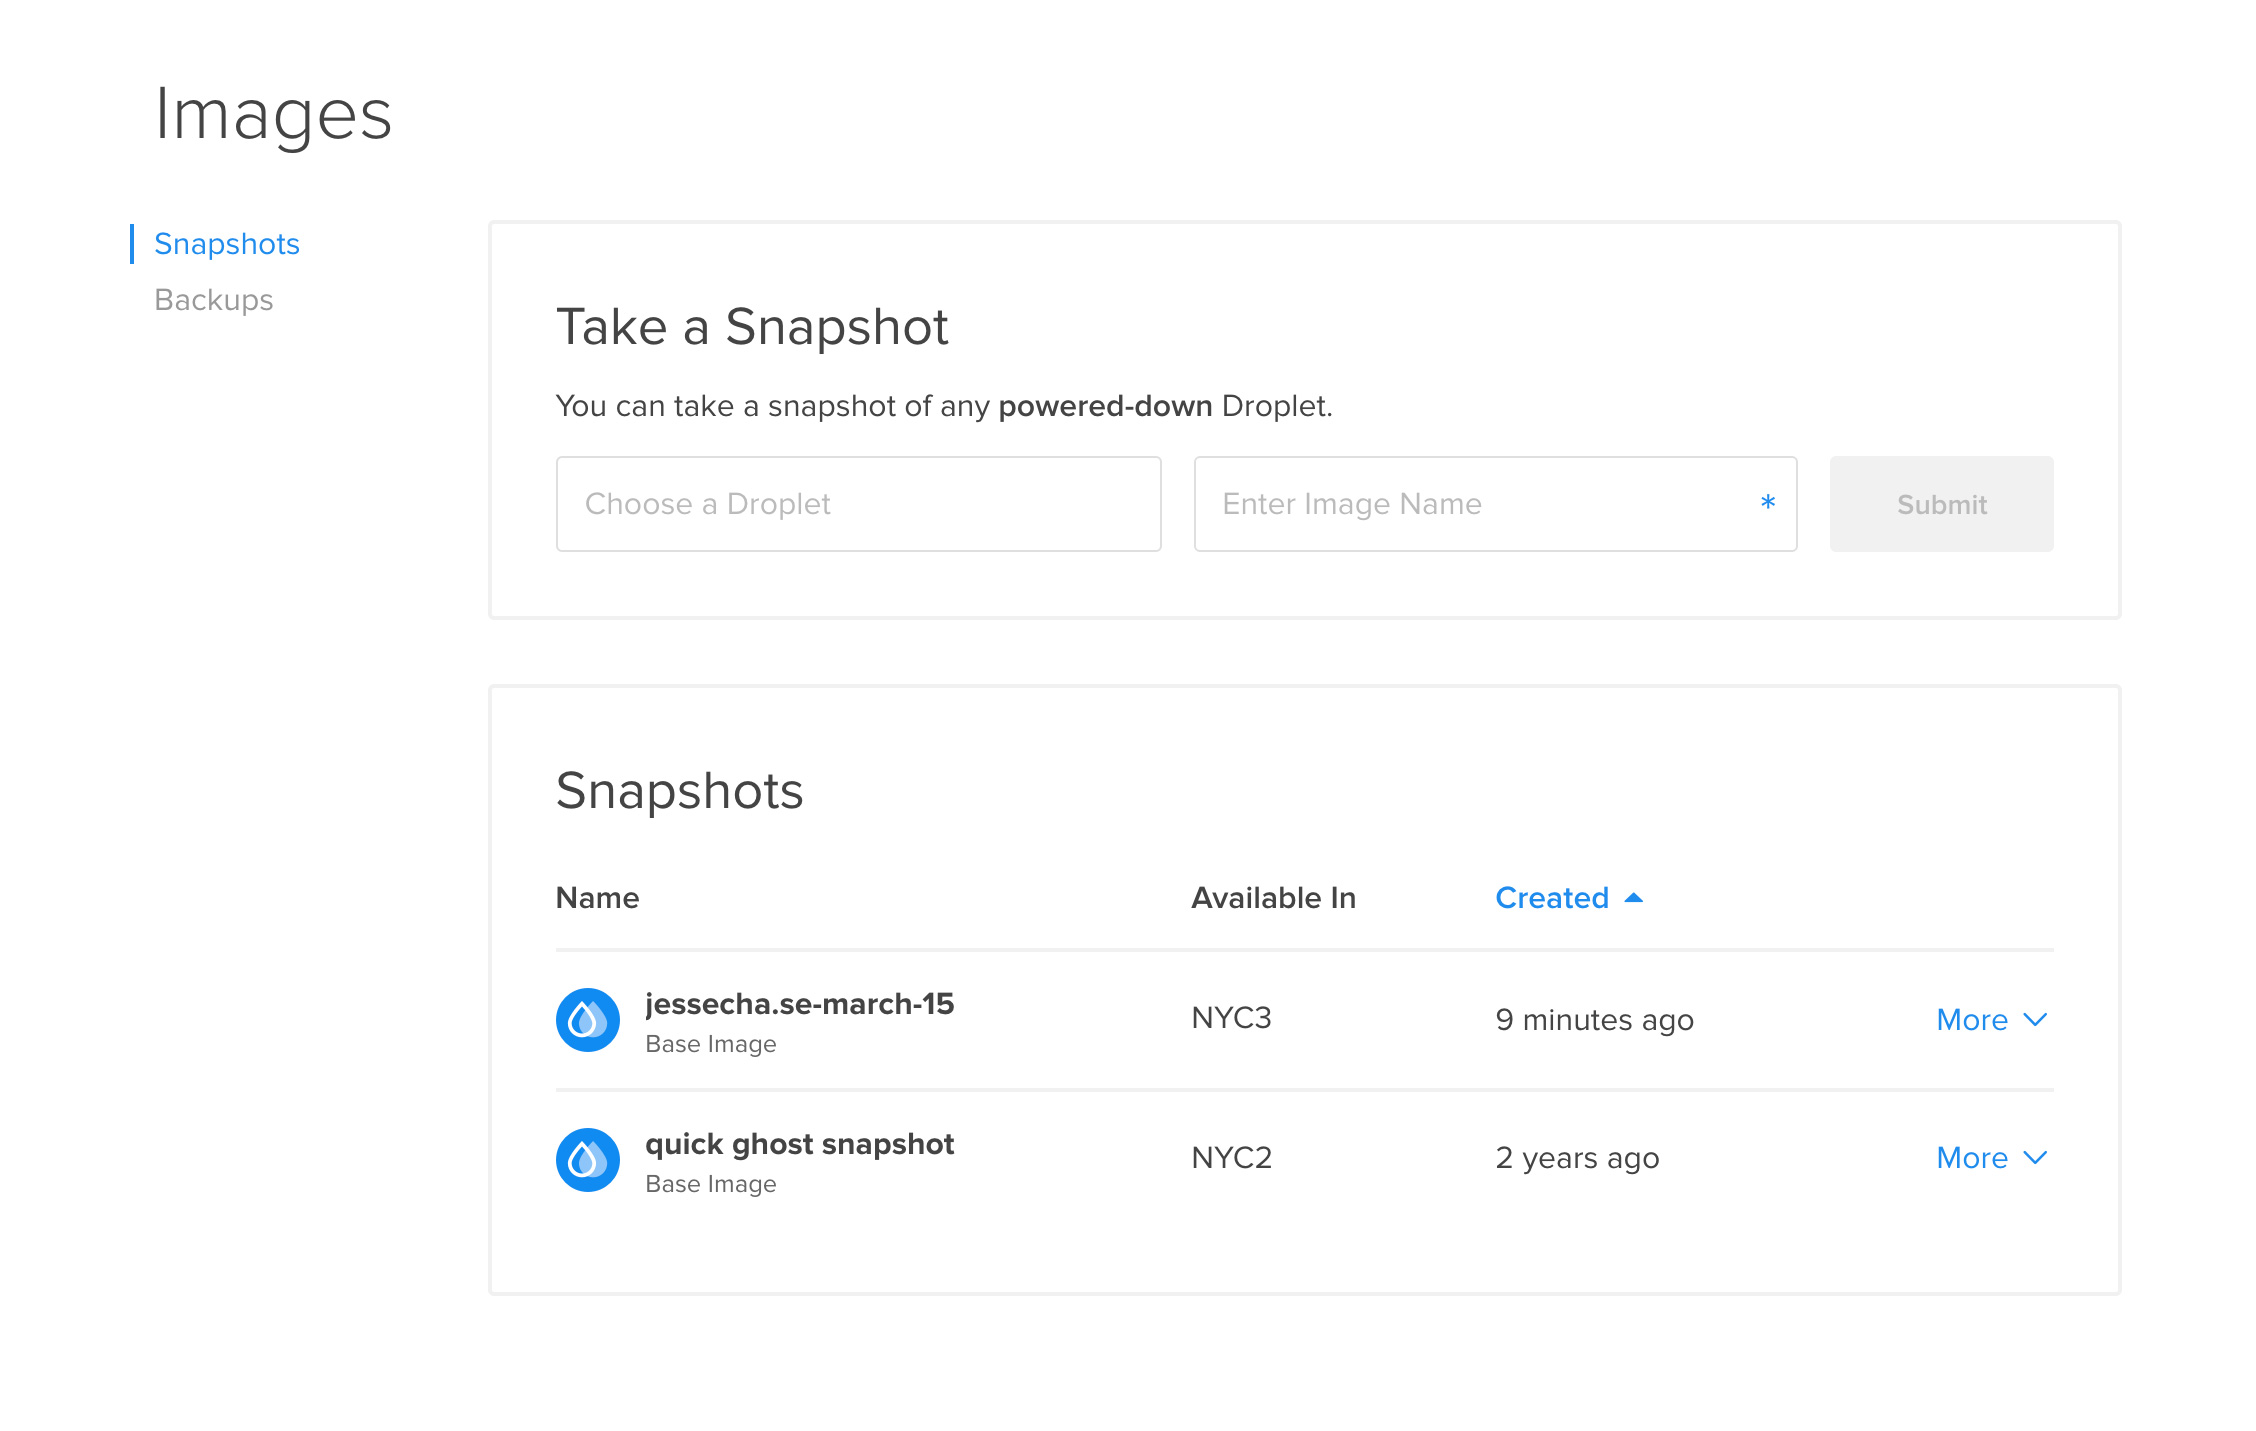 Images
Snapshots
Backups
Take a Snapshot
You can take a snapshot of any powered-down Droplet.
Choose a Droplet
Enter Image Name *
Submit
Snapshots
Name Available In Created
jessecha.se-march-15
Base Image
NYC3 9 minutes ago More
quick ghost snapshot
Base Image
NYC2 2 years ago More